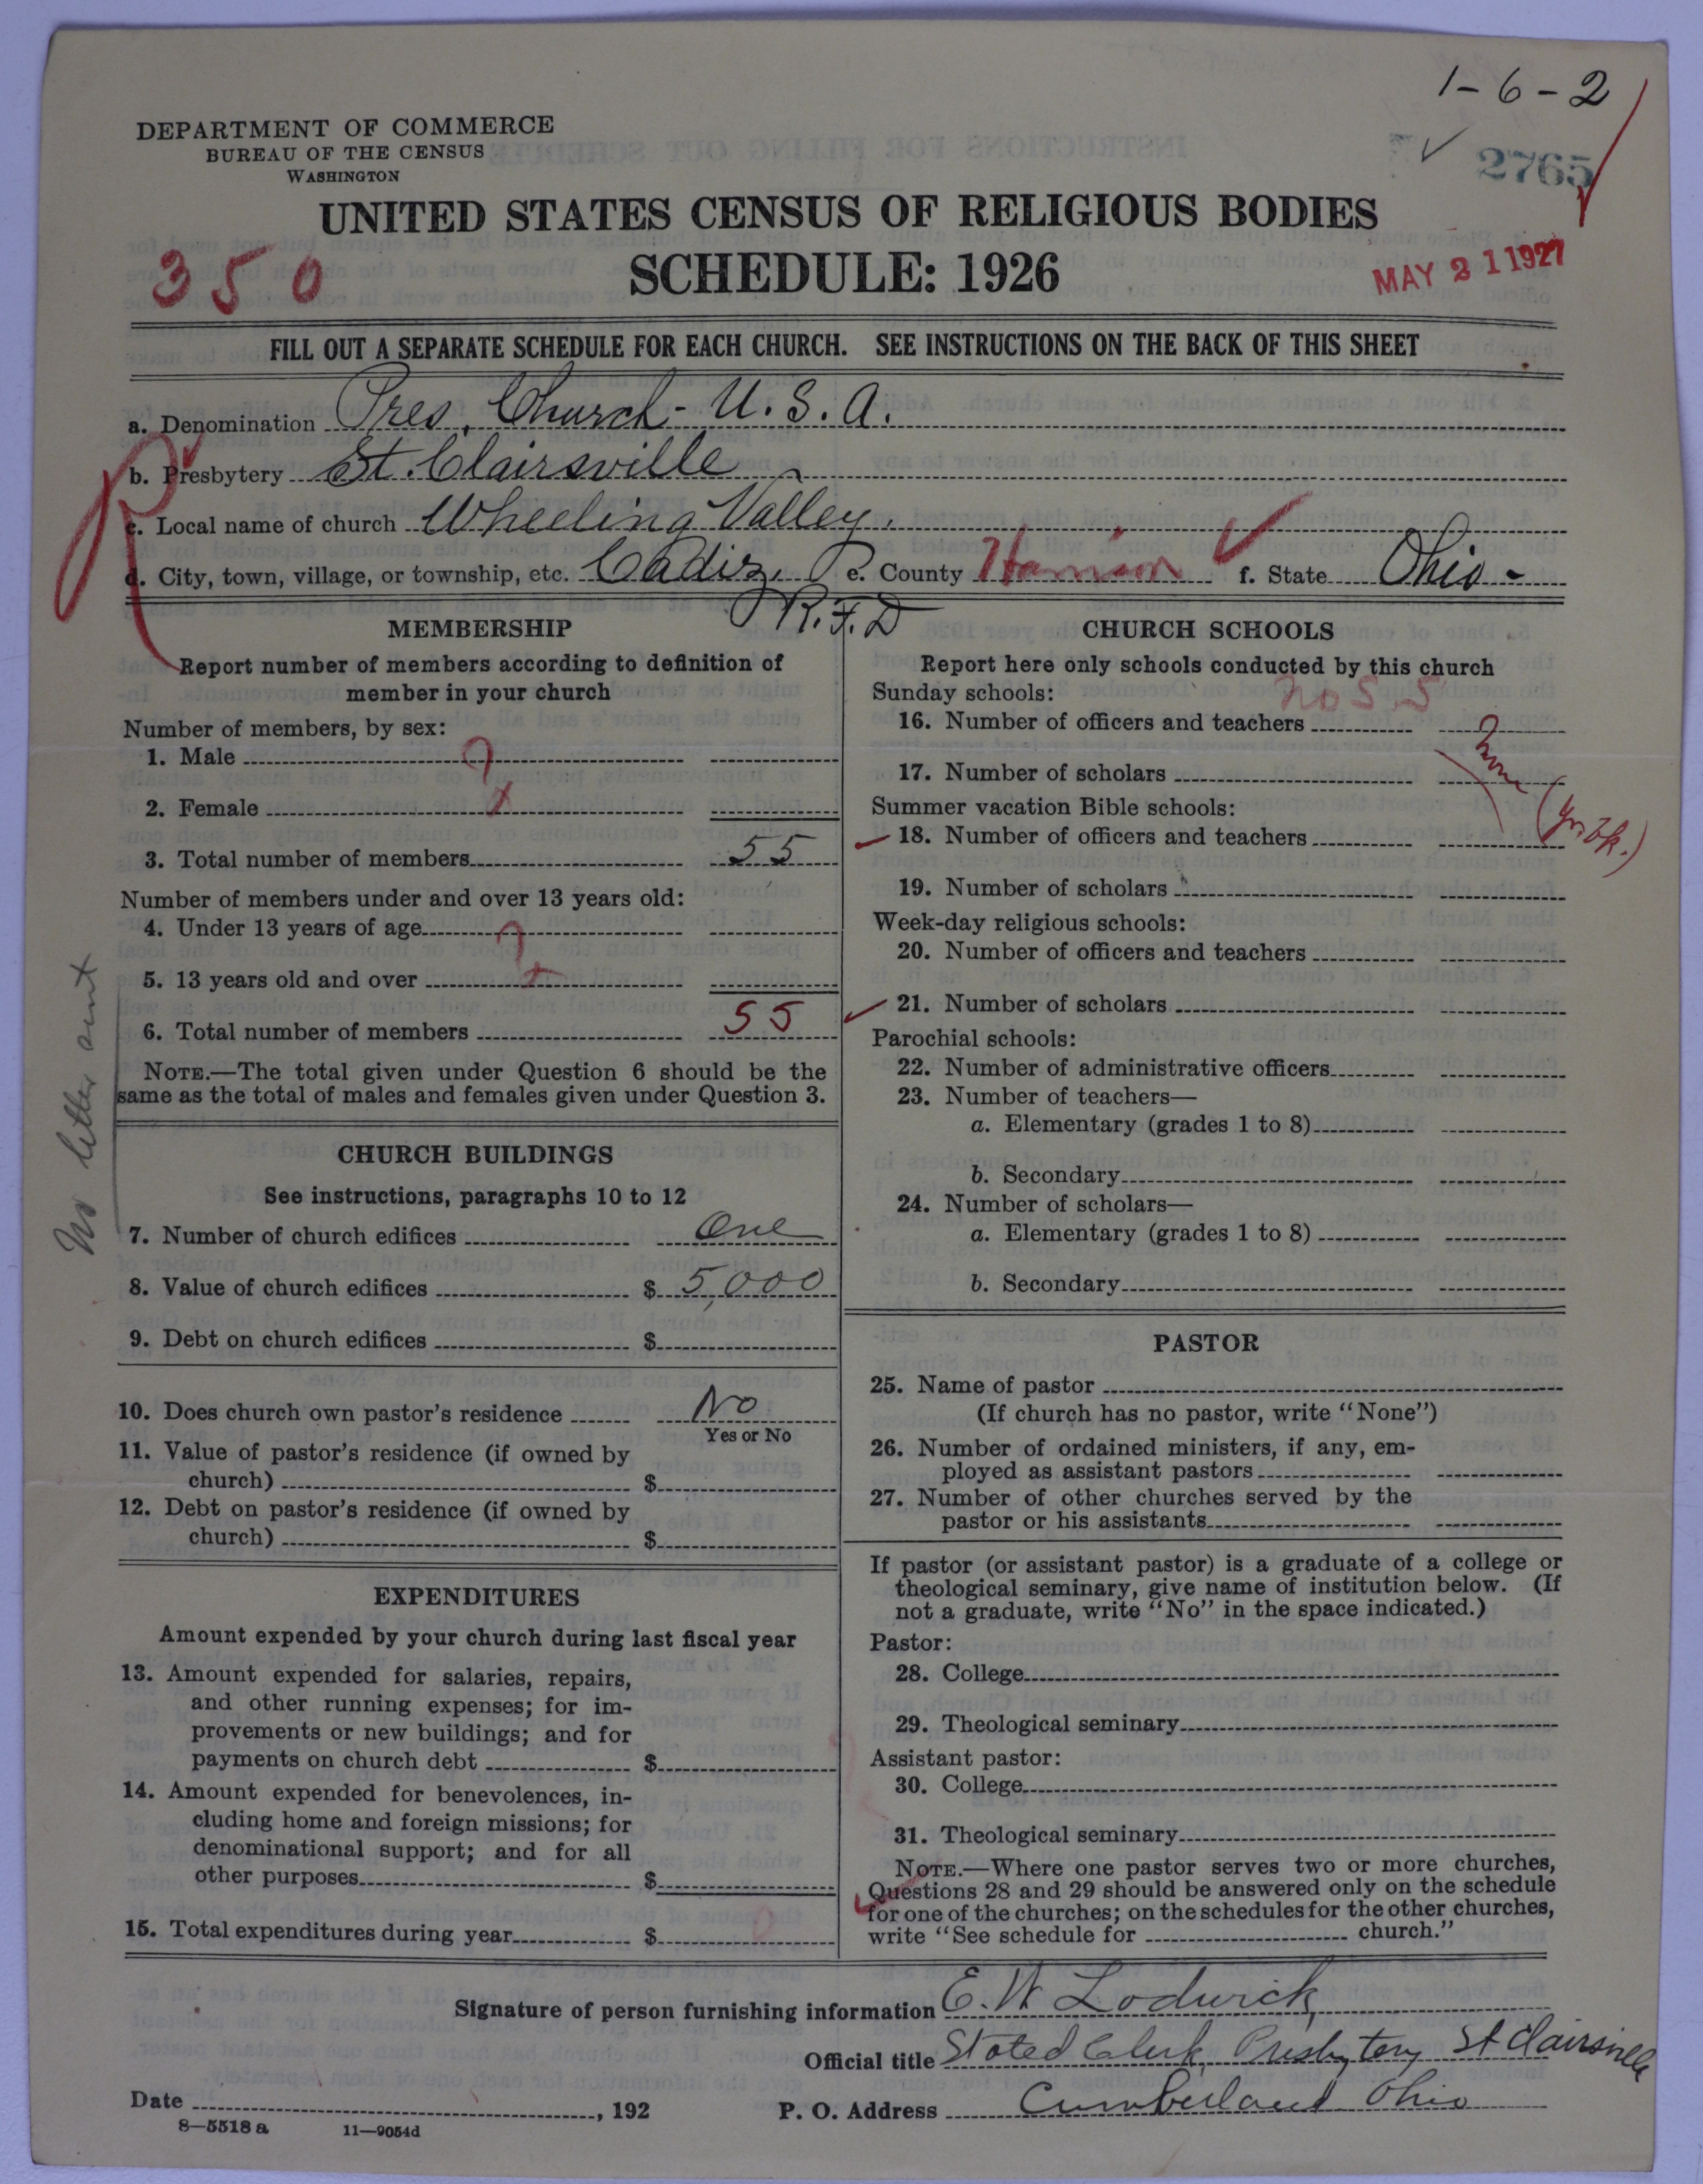 1-6-2
DEPARTMENT OF COMMERCE
BUREAU OF THE CENSUS
WASHINGTON
✓ 2765
UNITED STATES CENSUS OF RELIGIOUS BODIES
SCHEDULE: 1926
350
MAY 21 1927
FILL OUT A SEPARATE SCHEDULE FOR EACH CHURCH. SEE INSTRUCTIONS ON THE BACK OF THIS SHEET
a. Denomination Pres. Church - U.S.A.
b. Presbytery St. Clairsville
c. Local name of church Wheeling Valley.
d. City, town, village, or township, etc. Cadiz, R.F.D e. County Harrison f. State Ohio -
MEMBERSHIP
Report number of members according to definition of
member in your church
Number of members, by sex:
1. Male ?
2. Female x
3. Total number of members 55
Number of members under and over 13 years old:
4. Under 13 years of age ?
5. 13 years old and over x
6. Total number of members 55
NOTE.—The total given under Question 6 should be the
same as the total of males and females given under Question 3.
No letter sent
CHURCH BUILDINGS
See instructions, paragraphs 10 to 12
7. Number of church edifices One
8. Value of church edifices $ 5,000
9. Debt on church edifices $
10. Does church own pastor's residence No
Yes or No
11. Value of pastor's residence (if owned by
church) $
12. Debt on pastor's residence (if owned by
church) $
EXPENDITURES
Amount expended by your church during last fiscal year
13. Amount expended for salaries, repairs,
and other running expenses; for im-
provements or new buildings; and for
payments on church debt $
14. Amount expended for benevolences, in-
cluding home and foreign missions; for
denominational support; and for all
other purposes $
15. Total expenditures during year $
CHURCH SCHOOLS
Report here only schools conducted by this church
Sunday schools: no S.S
16. Number of officers and teachers
17. Number of scholars none
Summer vacation Bible schools:
18. Number of officers and teachers (yr. bk.)
19. Number of scholars
Week-day religious schools:
20. Number of officers and teachers
21. Number of scholars
Parochial schools:
22. Number of administrative officers
23. Number of teachers—
a. Elementary (grades 1 to 8)
b. Secondary
24. Number of scholars—
a. Elementary (grades 1 to 8)
b. Secondary
PASTOR
25. Name of pastor
(If church has no pastor, write "None")
26. Number of ordained ministers, if any, em-
ployed as assistant pastors
27. Number of other churches served by the
pastor or his assistants
If pastor (or assistant pastor) is a graduate of a college or
theological seminary, give name of institution below. (If
not a graduate, write "No" in the space indicated.)
Pastor:
28. College
29. Theological seminary
Assistant pastor:
30. College
31. Theological seminary
NOTE.—Where one pastor serves two or more churches,
Questions 28 and 29 should be answered only on the schedule
for one of the churches; on the schedules for the other churches,
write "See schedule for church."
Signature of person furnishing information E. W. Lodwick
Official title Stated Clerk, Presbytery St Clairsville
Date , 192 P. O. Address Cumberland Ohio
8—5518a 11—9054d